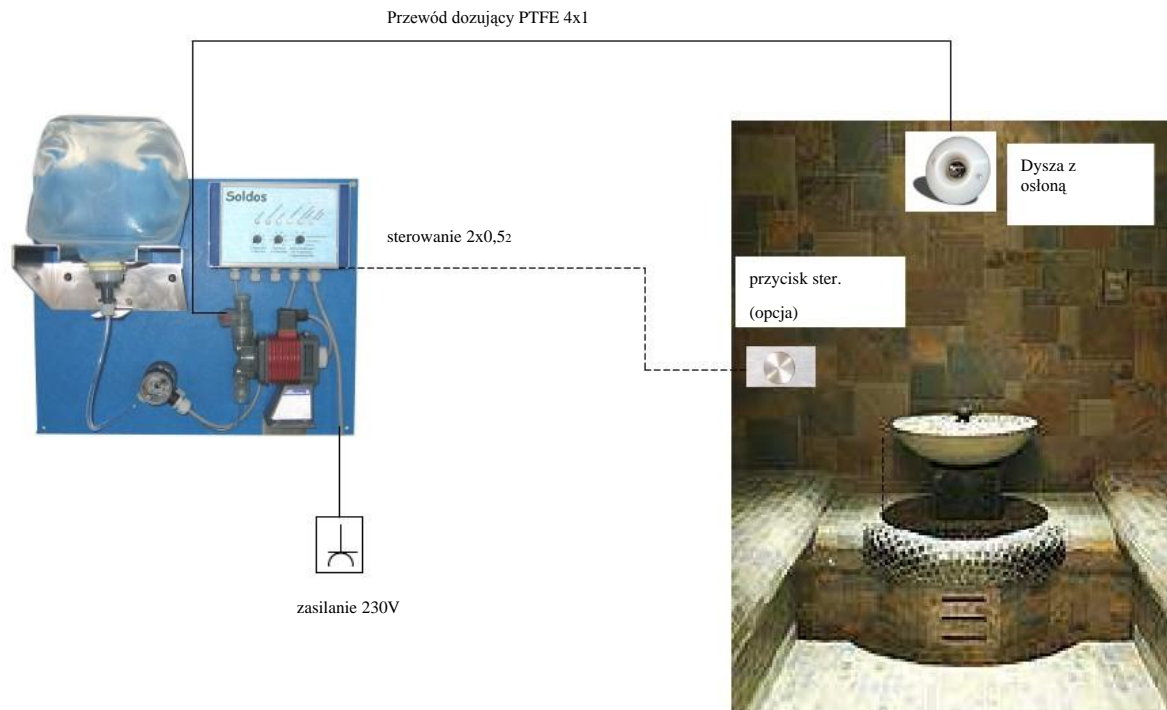 Przewód dozujący PTFE 4x1
Soldos
Dysza z
osłoną
sterowanie 2x0,52
przycisk ster.
(opcja)
zasilanie 230V